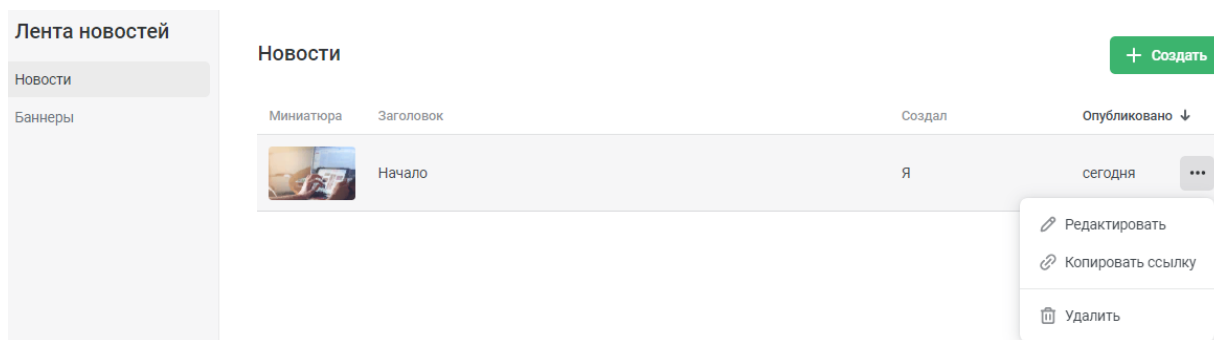 Лента новостей
Новости
Баннеры
Новости
+ Создать
Миниатюра Заголовок Создал Опубликовано ↓
Начало Я сегодня ...
Редактировать
Копировать ссылку
Удалить